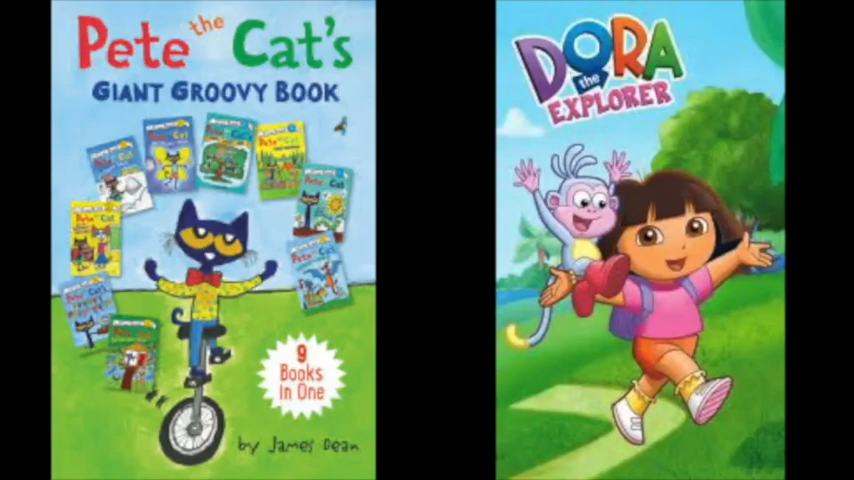 Pete the Cat's
GIANT GROOVY BOOK
9
Books
in One
by James Dean
DORA
the
EXPLORER